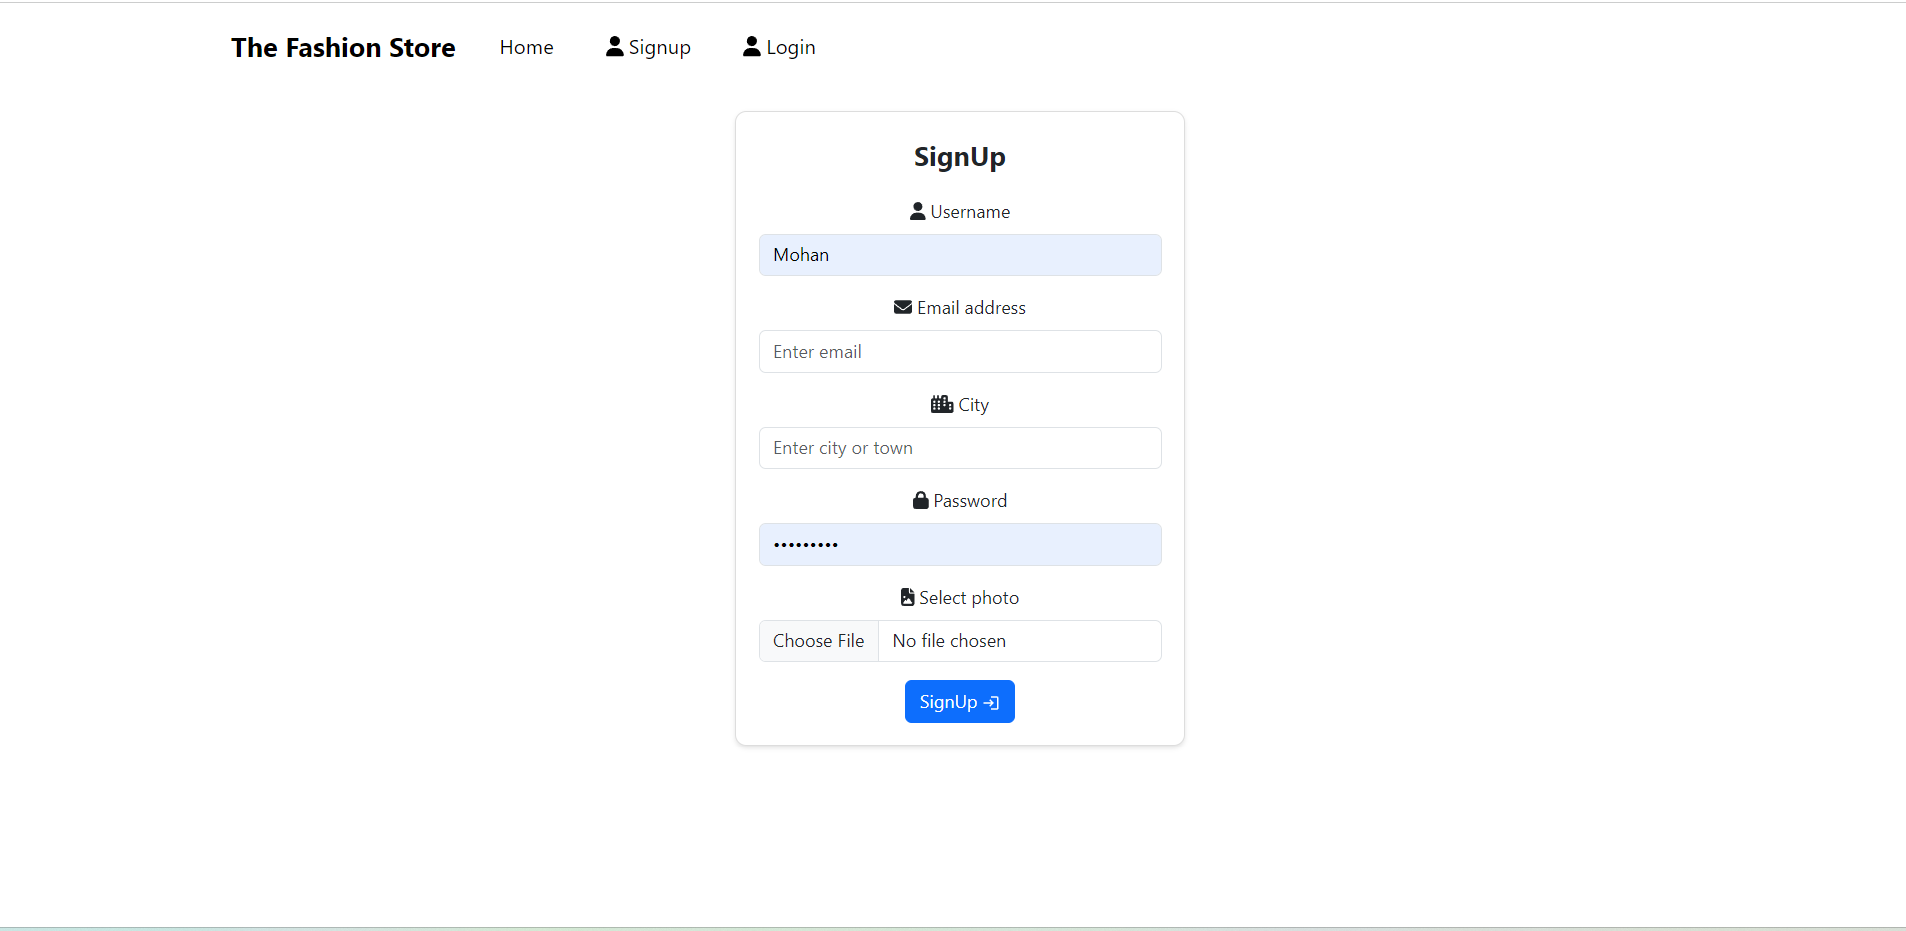 The Fashion Store Home Signup Login
SignUp
Username
Mohan
Email address
Enter email
City
Enter city or town
Password
•••••••••
Select photo
Choose File No file chosen
SignUp